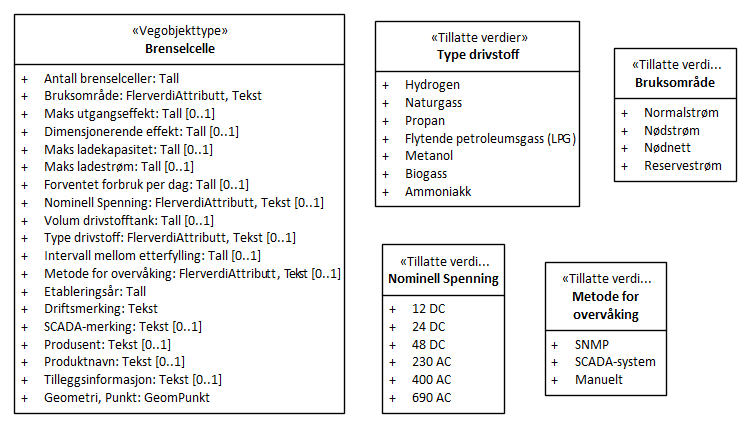 «Vegobjekttype»
Brenselcelle
+ Antall brenselceller: Tall
+ Bruksområde: FlerverdiAttributt, Tekst
+ Maks utgangseffekt: Tall [0..1]
+ Dimensjonerende effekt: Tall [0..1]
+ Maks ladekapasitet: Tall [0..1]
+ Maks ladestrøm: Tall [0..1]
+ Forventet forbruk per dag: Tall [0..1]
+ Nominell Spenning: FlerverdiAttributt, Tekst [0..1]
+ Volum drivstofftank: Tall [0..1]
+ Type drivstoff: FlerverdiAttributt, Tekst [0..1]
+ Intervall mellom etterfylling: Tall [0..1]
+ Metode for overvåking: FlerverdiAttributt, Tekst [0..1]
+ Etableringsår: Tall
+ Driftsmerking: Tekst
+ SCADA-merking: Tekst [0..1]
+ Produsent: Tekst [0..1]
+ Produktnavn: Tekst [0..1]
+ Tilleggsinformasjon: Tekst [0..1]
+ Geometri, Punkt: GeomPunkt
«Tillatte verdier»
Type drivstoff
+ Hydrogen
+ Naturgass
+ Propan
+ Flytende petroleumsgass (LPG)
+ Metanol
+ Biogass
+ Ammoniakk
«Tillatte verdi...
Bruksområde
+ Normalstrøm
+ Nødstrøm
+ Nødnett
+ Reservestrøm
«Tillatte verdi...
Nominell Spenning
+ 12 DC
+ 24 DC
+ 48 DC
+ 230 AC
+ 400 AC
+ 690 AC
«Tillatte verdi...
Metode for
overvåking
+ SNMP
+ SCADA-system
+ Manuelt